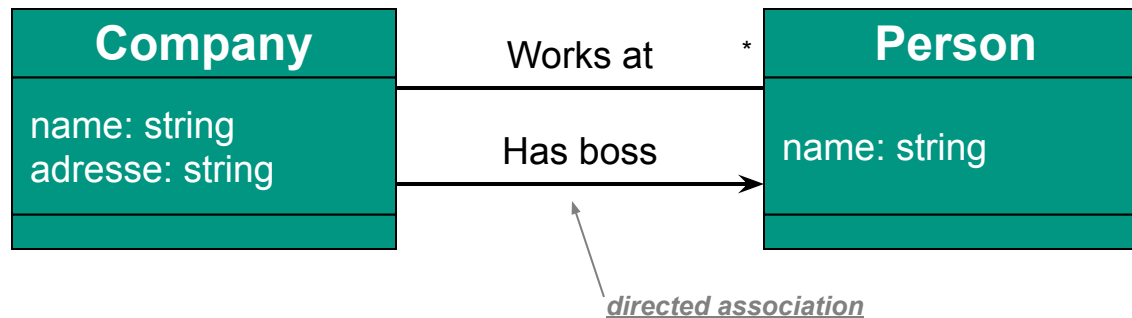 Company
name: string
adresse: string
Works at
*
Has boss
directed association
Person
name: string